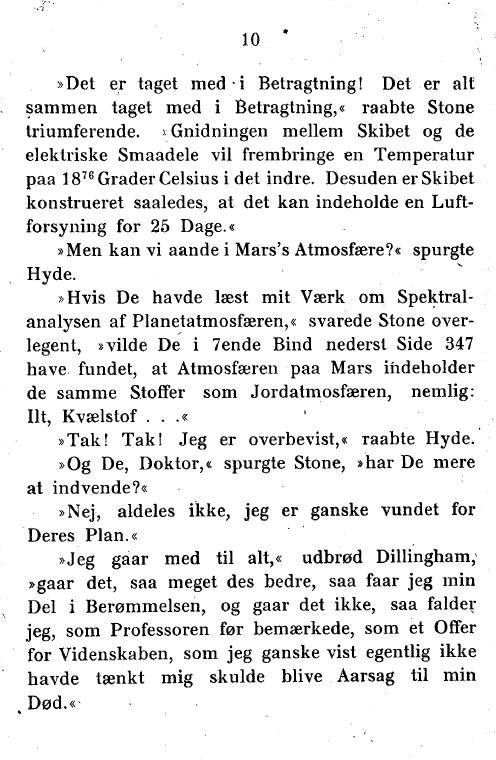 10
»Det er taget med i Betragtning! Det er alt
sammen taget med i Betragtning,« raabte Stone
triumferende. »Gnidningen mellem Skibet og de
elektriske Smaadele vil frembringe en Temperatur
paa 18⁷⁶ Grader Celsius i det indre. Desuden er Skibet
konstrueret saaledes, at det kan indeholde en Luft-
forsyning for 25 Dage.«
»Men kan vi aande i Mars's Atmosfære?« spurgte
Hyde.
»Hvis De havde læst mit Værk om Spektral-
analysen af Planetatmosfæren,« svarede Stone over-
legent, »vilde De i 7ende Bind nederst Side 347
have fundet, at Atmosfæren paa Mars indeholder
de samme Stoffer som Jordatmosfæren, nemlig:
Ilt, Kvælstof . . .«
»Tak! Tak! Jeg er overbevist,« raabte Hyde.
»Og De, Doktor,« spurgte Stone, »har De mere
at indvende?«
»Nej, aldeles ikke, jeg er ganske vundet for
Deres Plan.«
»Jeg gaar med til alt,« udbrød Dillingham,
»gaar det, saa meget des bedre, saa faar jeg min
Del i Berømmelsen, og gaar det ikke, saa falder
jeg, som Professoren før bemærkede, som et Offer
for Videnskaben, som jeg ganske vist egentlig ikke
havde tænkt mig skulde blive Aarsag til min
Død.«